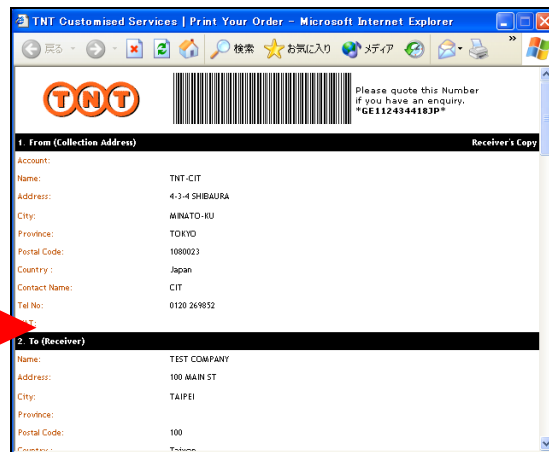 TNT Customised Services | Print Your Order - Microsoft Internet Explorer
戻る 検索 お気に入り メディア »
TNT
Please quote this Number
if you have an enquiry.
*GE112434418JP*
1. From (Collection Address) Receiver's Copy
Account:
Name: TNT-CIT
Address: 4-3-4 SHIBAURA
City: MINATO-KU
Province: TOKYO
Postal Code: 1080023
Country : Japan
Contact Name: CIT
Tel No: 0120 269852
2. To (Receiver)
Name: TEST COMPANY
Address: 100 MAIN ST
City: TAIPEI
Province:
Postal Code: 100
Country : Taiwan